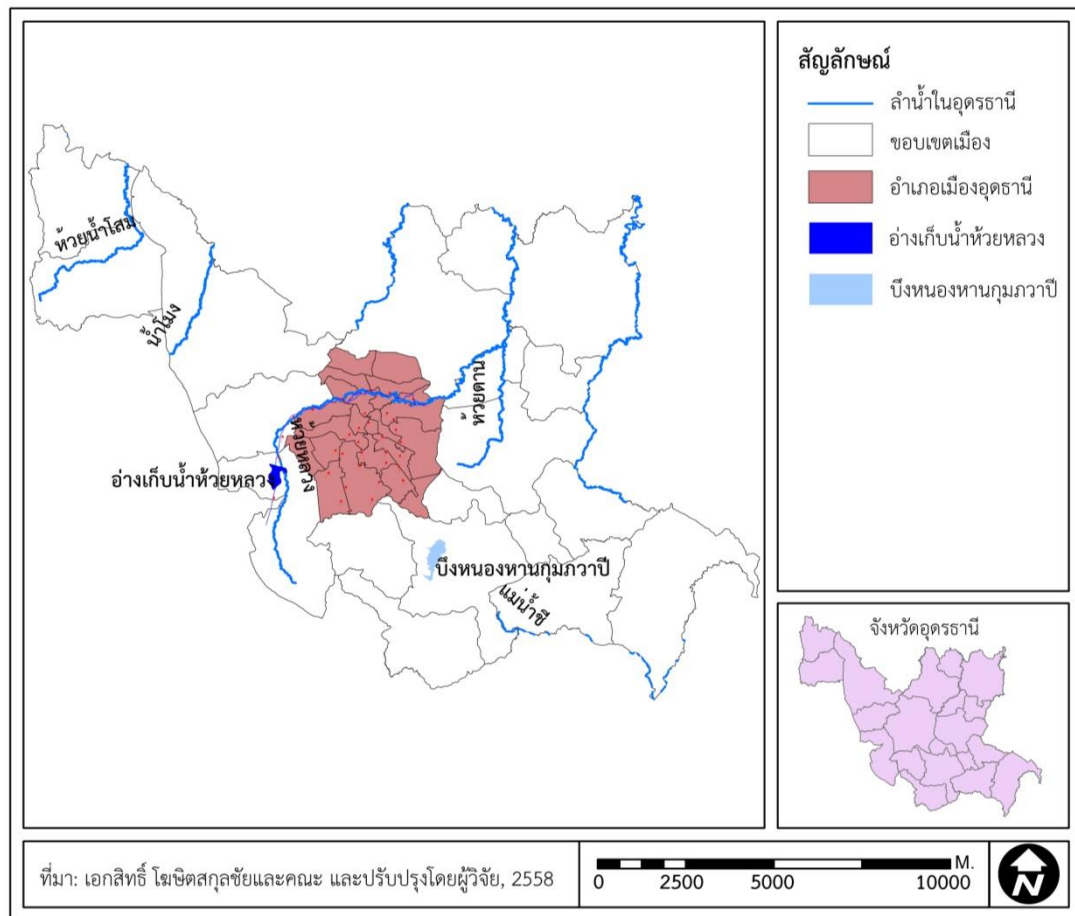 ห้วยน้ำโสม
น้ำโมง
ห้วยดาน
ห้วยหลวง
อ่างเก็บน้ำห้วยหลวง
บึงหนองหานกุมภวาปี
แม่น้ำชี
สัญลักษณ์
ลำน้ำในอุดรธานี
ขอบเขตเมือง
อำเภอเมืองอุดธานี
อ่างเก็บน้ำห้วยหลวง
บึงหนองหานกุมภวาปี
จังหวัดอุดรธานี
ที่มา: เอกสิทธิ์ โฆษิตสกุลชัยและคณะ และปรับปรุงโดยผู้วิจัย, 2558
M.
0 2500 5000 10000
N